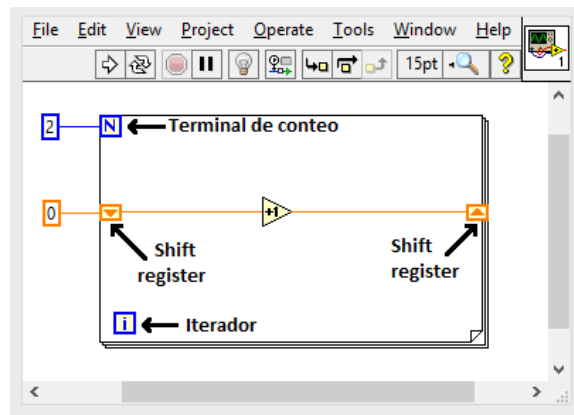 File Edit View Project Operate Tools Window Help
15pt
1
2 N Terminal de conteo
0 +1
Shift
register
Shift
register
i Iterador